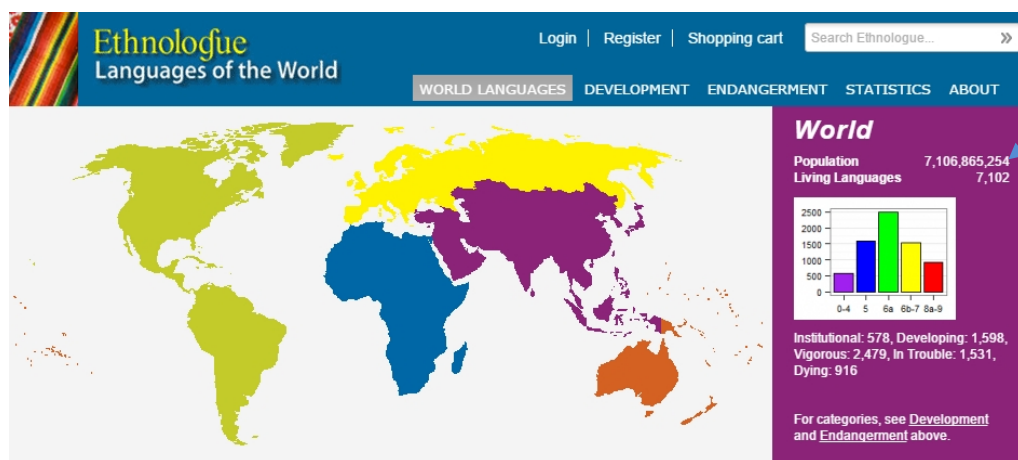 Ethnologue
Languages of the World
Login | Register | Shopping cart
Search Ethnologue... »
WORLD LANGUAGES DEVELOPMENT ENDANGERMENT STATISTICS ABOUT
World
Population 7,106,865,254
Living Languages 7,102
2500
2000
1500
1000
500
0
0-4 5 6a 6b-7 8a-9
Institutional: 578, Developing: 1,598,
Vigorous: 2,479, In Trouble: 1,531,
Dying: 916
For categories, see Development
and Endangerment above.